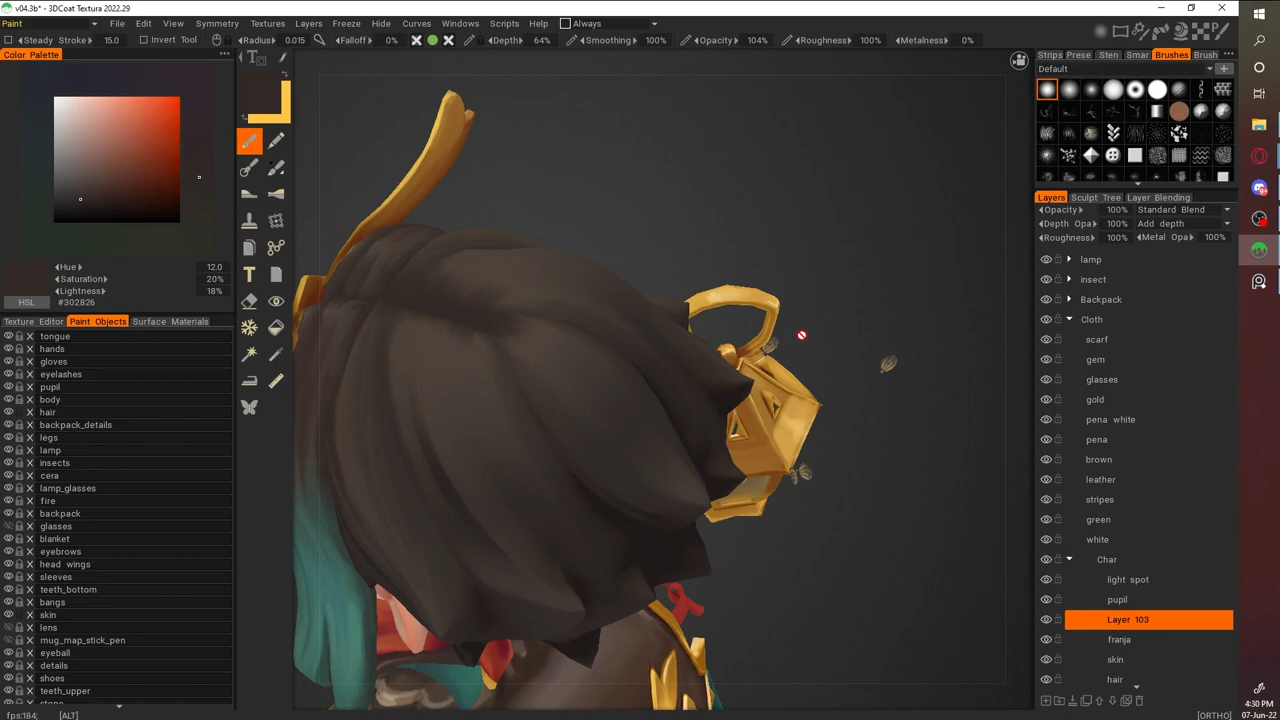 v04.3b* - 3DCoat Textura 2022.29
Paint File Edit View Symmetry Textures Layers Freeze Hide Curves Windows Scripts Help Always
Steady Stroke 15.0 Invert Tool Radius 0.015 Falloff 0% Depth 64% Smoothing 100% Opacity 104% Roughness 100% Metalness 0%
Color Palette
Hue 12.0
Saturation 20%
Lightness 18%
HSL #302826
Texture Editor Paint Objects Surface Materials
tongue
hands
gloves
eyelashes
pupil
body
hair
backpack_details
legs
lamp
insects
cera
lamp_glasses
fire
backpack
glasses
blanket
eyebrows
head wings
sleeves
teeth_bottom
bangs
skin
lens
mug_map_stick_pen
eyeball
details
shoes
teeth_upper
fps:184; [ALT]
[ORTHO]
Strips Prese Sten Smar Brushes Brush
Default
Layers Sculpt Tree Layer Blending
Opacity 100% Standard Blend
Depth Opa 100% Add depth
Roughness 100% Metal Opa 100%
lamp
insect
Backpack
Cloth
scarf
gem
glasses
gold
pena white
pena
brown
leather
stripes
green
white
Char
light spot
pupil
Layer 103
franja
skin
hair
4:30 PM
07-Jun-22